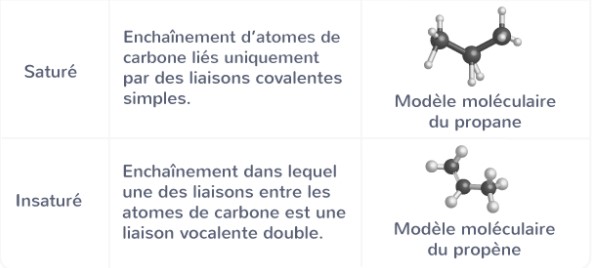 Saturé
Enchaînement d'atomes de
carbone liés uniquement
par des liaisons covalentes
simples.
Modèle moléculaire
du propane
Insaturé
Enchaînement dans lequel
une des liaisons entre les
atomes de carbone est une
liaison vocalente double.
Modèle moléculaire
du propène